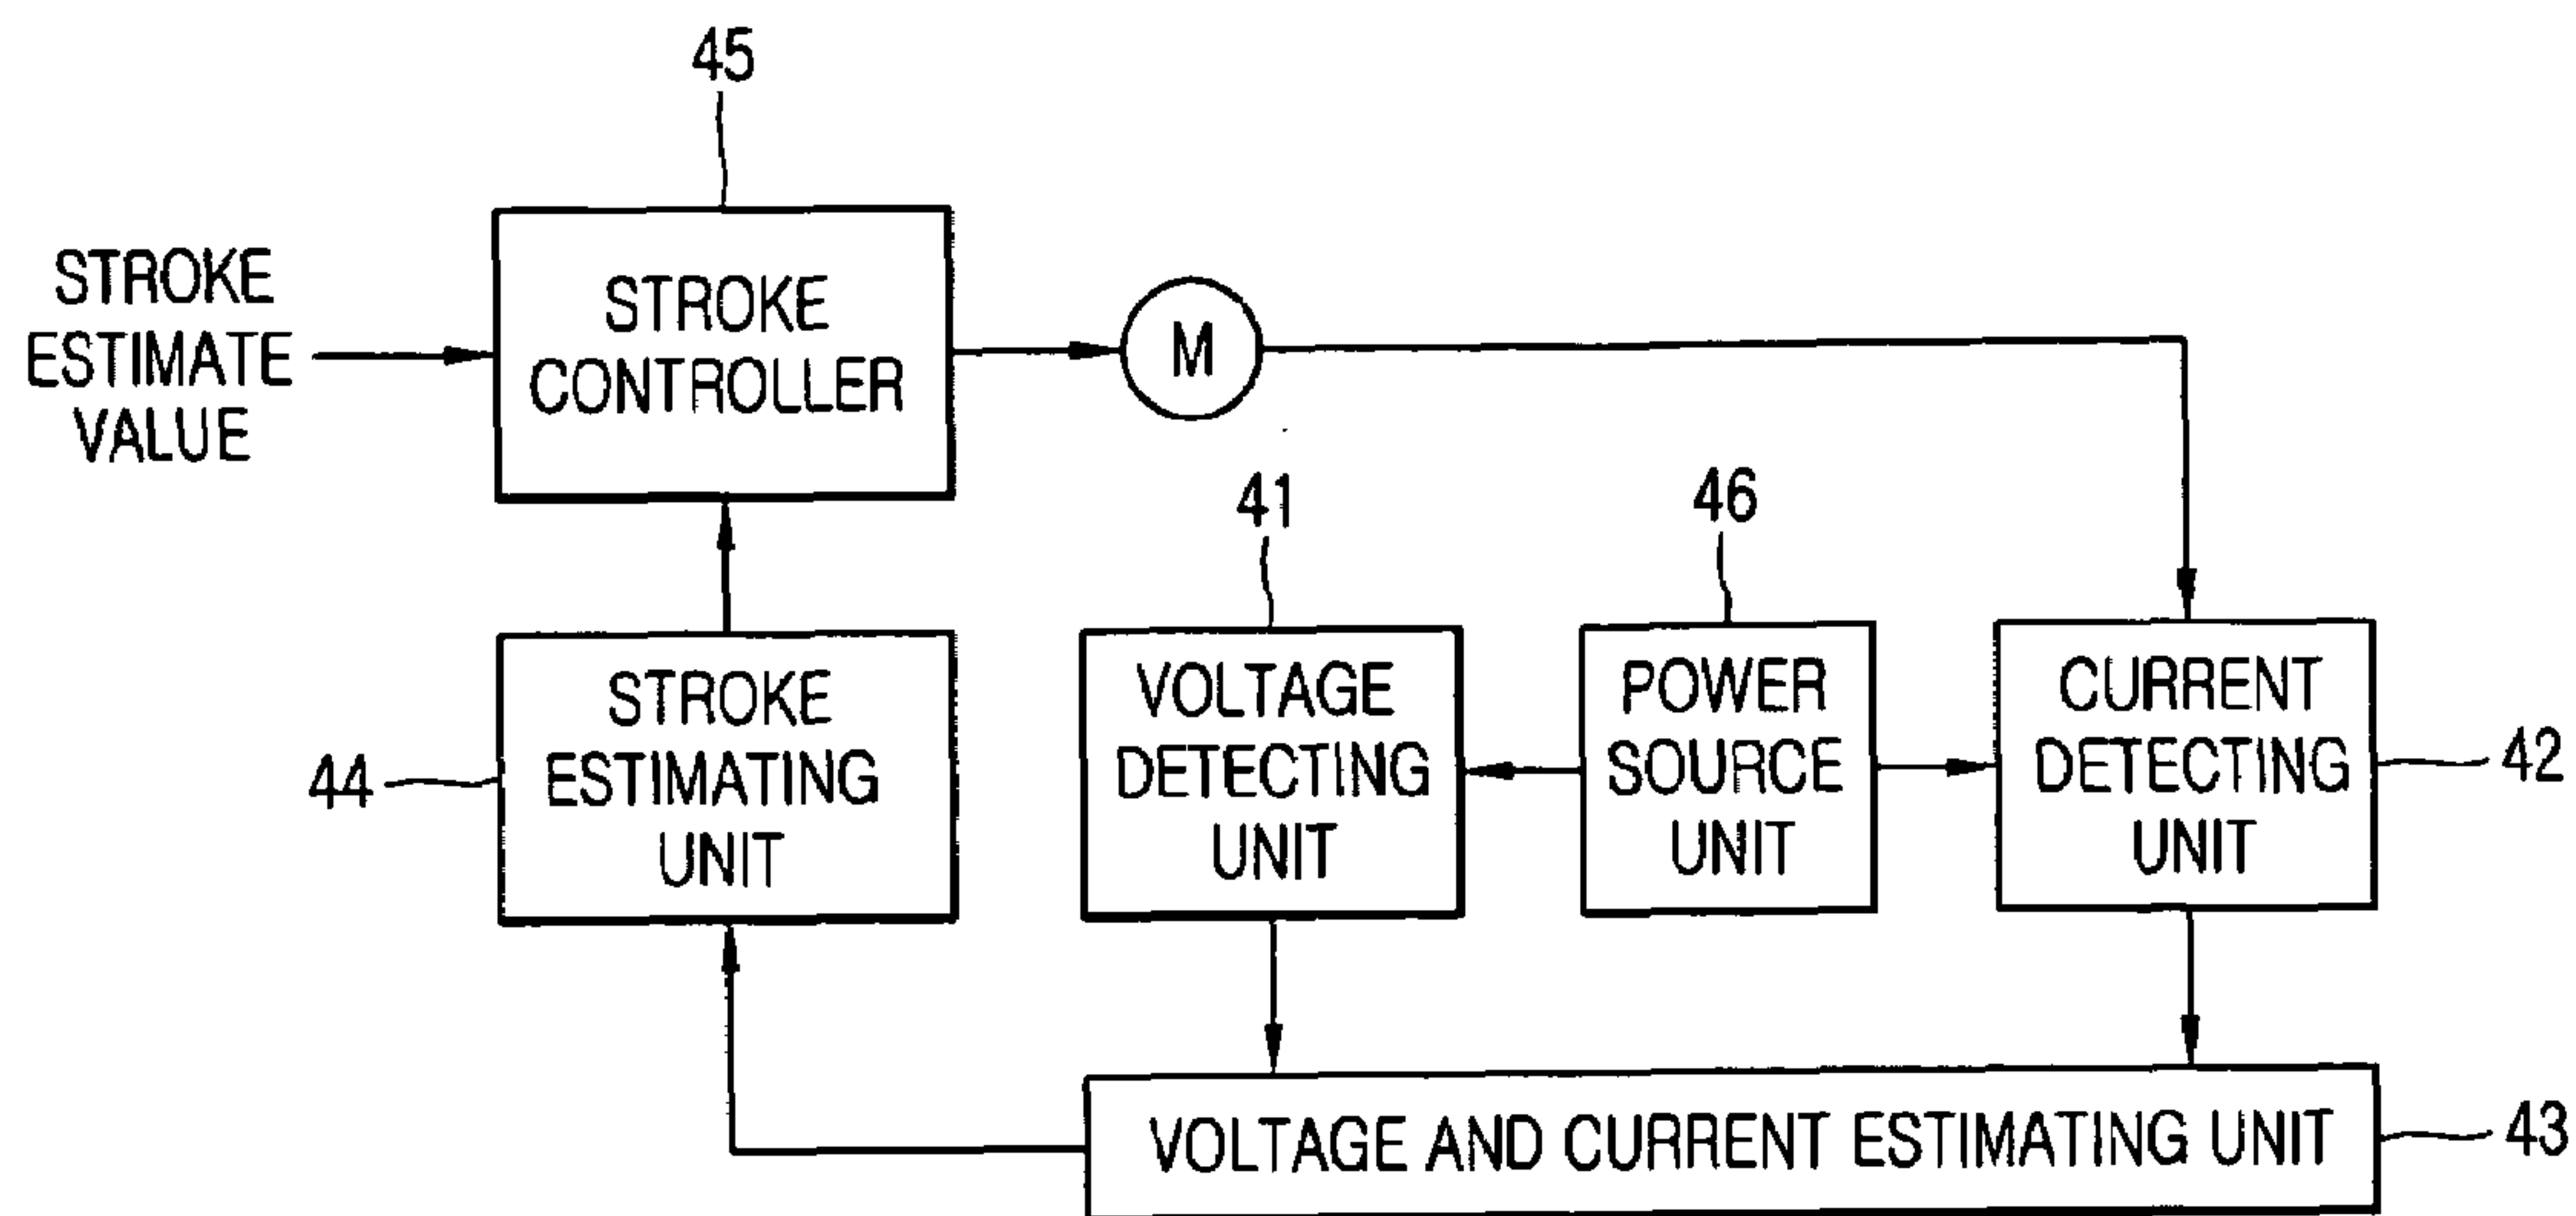 45
STROKE
ESTIMATE
VALUE
STROKE
CONTROLLER
M
41
46
44
STROKE
ESTIMATING
UNIT
VOLTAGE
DETECTING
UNIT
POWER
SOURCE
UNIT
CURRENT
DETECTING
UNIT
42
VOLTAGE AND CURRENT ESTIMATING UNIT
43